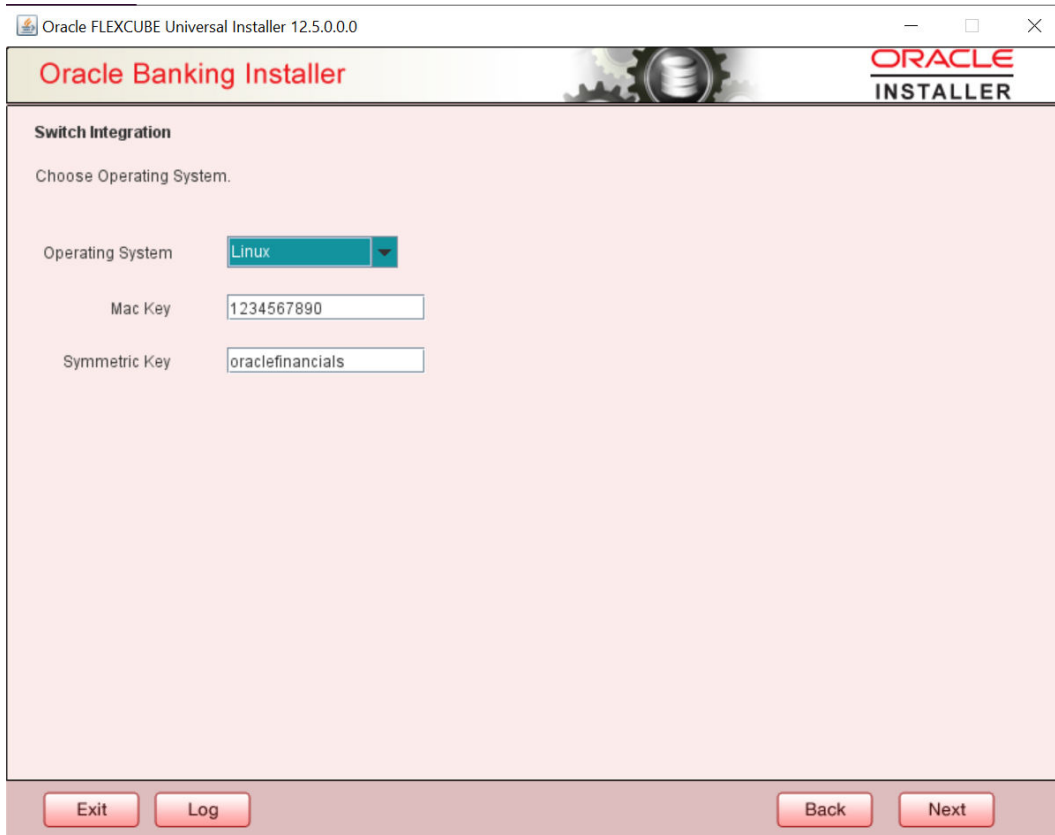 Oracle FLEXCUBE Universal Installer 12.5.0.0.0
Oracle Banking Installer
ORACLE
INSTALLER
Switch Integration
Choose Operating System.
Operating System Linux
Mac Key 1234567890
Symmetric Key oraclefinancials
Exit Log Back Next